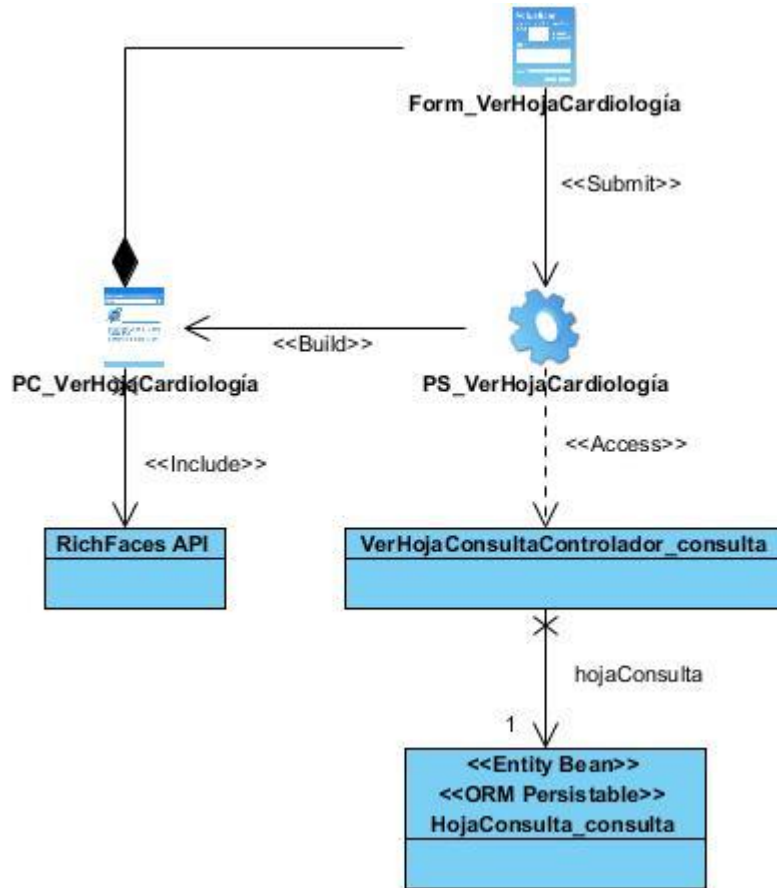 Form_VerHojaCardiología
<<Submit>>
<<Build>>
PC_VerHojaCardiología
PS_VerHojaCardiología
<<Include>>
<<Access>>
RichFaces API
VerHojaConsultaControlador_consulta
hojaConsulta
1
<<Entity Bean>>
<<ORM Persistable>>
HojaConsulta_consulta